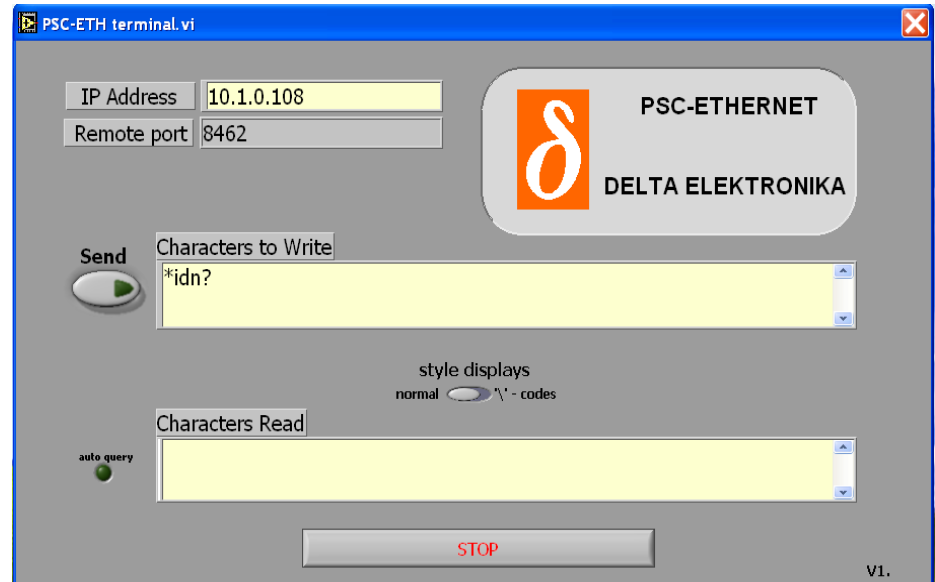 PSC-ETH terminal.vi
IP Address 10.1.0.108
Remote port 8462
δ
PSC-ETHERNET
DELTA ELEKTRONIKA
Send
Characters to Write
*idn?
style displays
normal '\' - codes
Characters Read
auto query
STOP
V1.